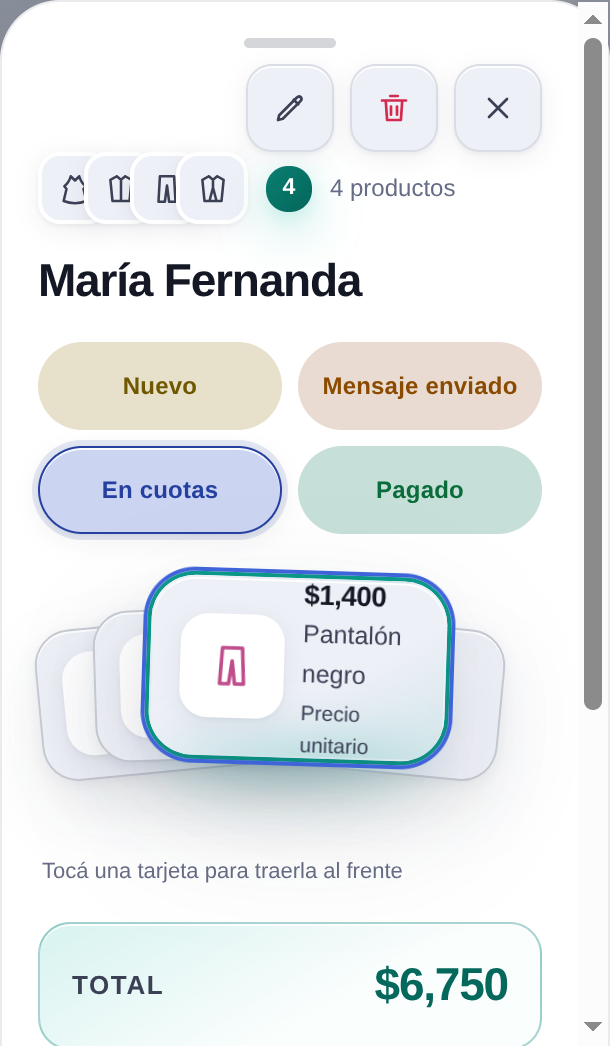 4
4 productos
María Fernanda
Nuevo
Mensaje enviado
En cuotas
Pagado
$1,400
Pantalón
negro
Precio
unitario
Tocá una tarjeta para traerla al frente
TOTAL
$6,750